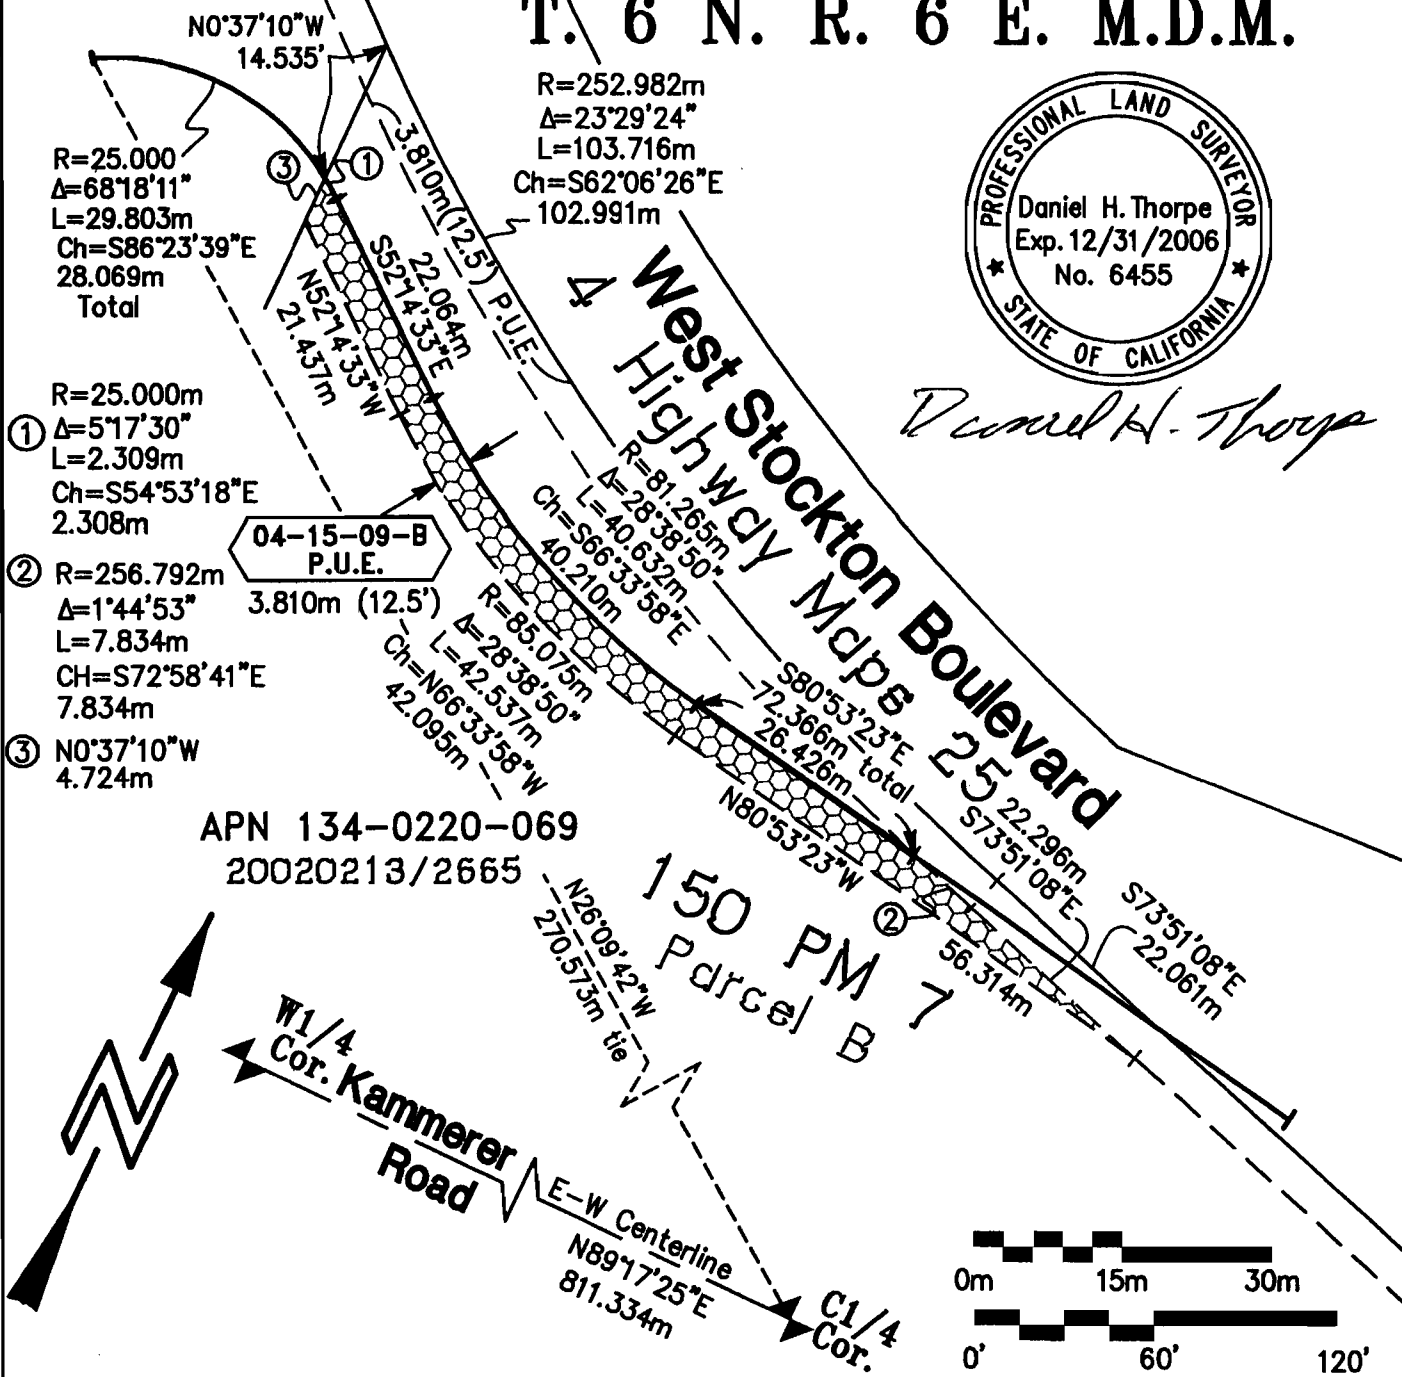 T. 6 N. R. 6 E. M.D.M.
N0°37'10"W
14.535'
R=25.000
Δ=68°18'11"
L=29.803m
Ch=S86°23'39"E
28.069m
Total
③
①
3.810m(12.5') P.U.E.
R=252.982m
Δ=23°29'24"
L=103.716m
Ch=S62°06'26"E
102.991m
PROFESSIONAL LAND SURVEYOR
Daniel H. Thorpe
Exp. 12/31/2006
No. 6455
★ STATE OF CALIFORNIA ★
Daniel H. Thorpe
22.064m
S52°14'33"E
N52°14'33"W
21.437m
West Stockton Boulevard
4 Highway Maps 25
① R=25.000m
Δ=5°17'30"
L=2.309m
Ch=S54°53'18"E
2.308m
② R=256.792m
Δ=1°44'53"
L=7.834m
CH=S72°58'41"E
7.834m
③ N0°37'10"W
4.724m
04-15-09-B
P.U.E.
3.810m (12.5')
R=81.265m
Δ=28°38'50"
L=40.632m
Ch=S66°33'58"E
40.210m
R=85.075m
Δ=28°38'50"
L=42.537m
Ch=N66°33'58"W
42.095m
S80°53'23"E
72.366m total
26.426m
N80°53'23"W
22.296m
S73°51'08"E
S73°51'08"E
22.061m
②
56.314m
APN 134-0220-069
20020213/2665
150 PM 7
Parcel B
N26°09'42"W
270.573m tie
W1/4
Cor.
Kammerer
Road
E-W Centerline
N89°17'25"E
811.334m
C1/4
Cor.
N
0m 15m 30m
0' 60' 120'